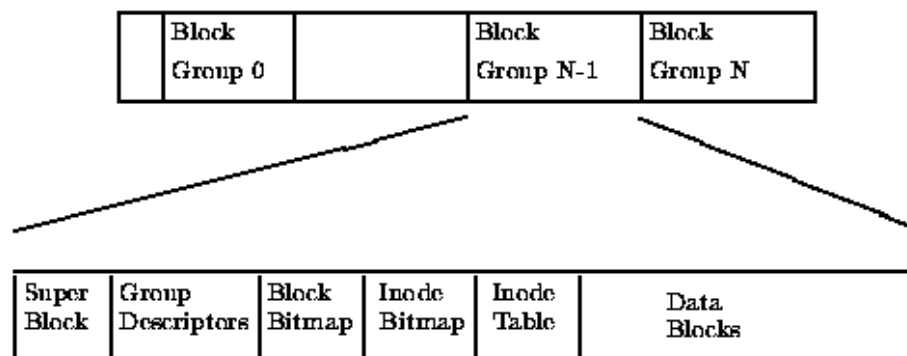 Block
Group 0
Block
Group N-1
Block
Group N
Super
Block
Group
Descriptors
Block
Bitmap
Inode
Bitmap
Inode
Table
Data
Blocks